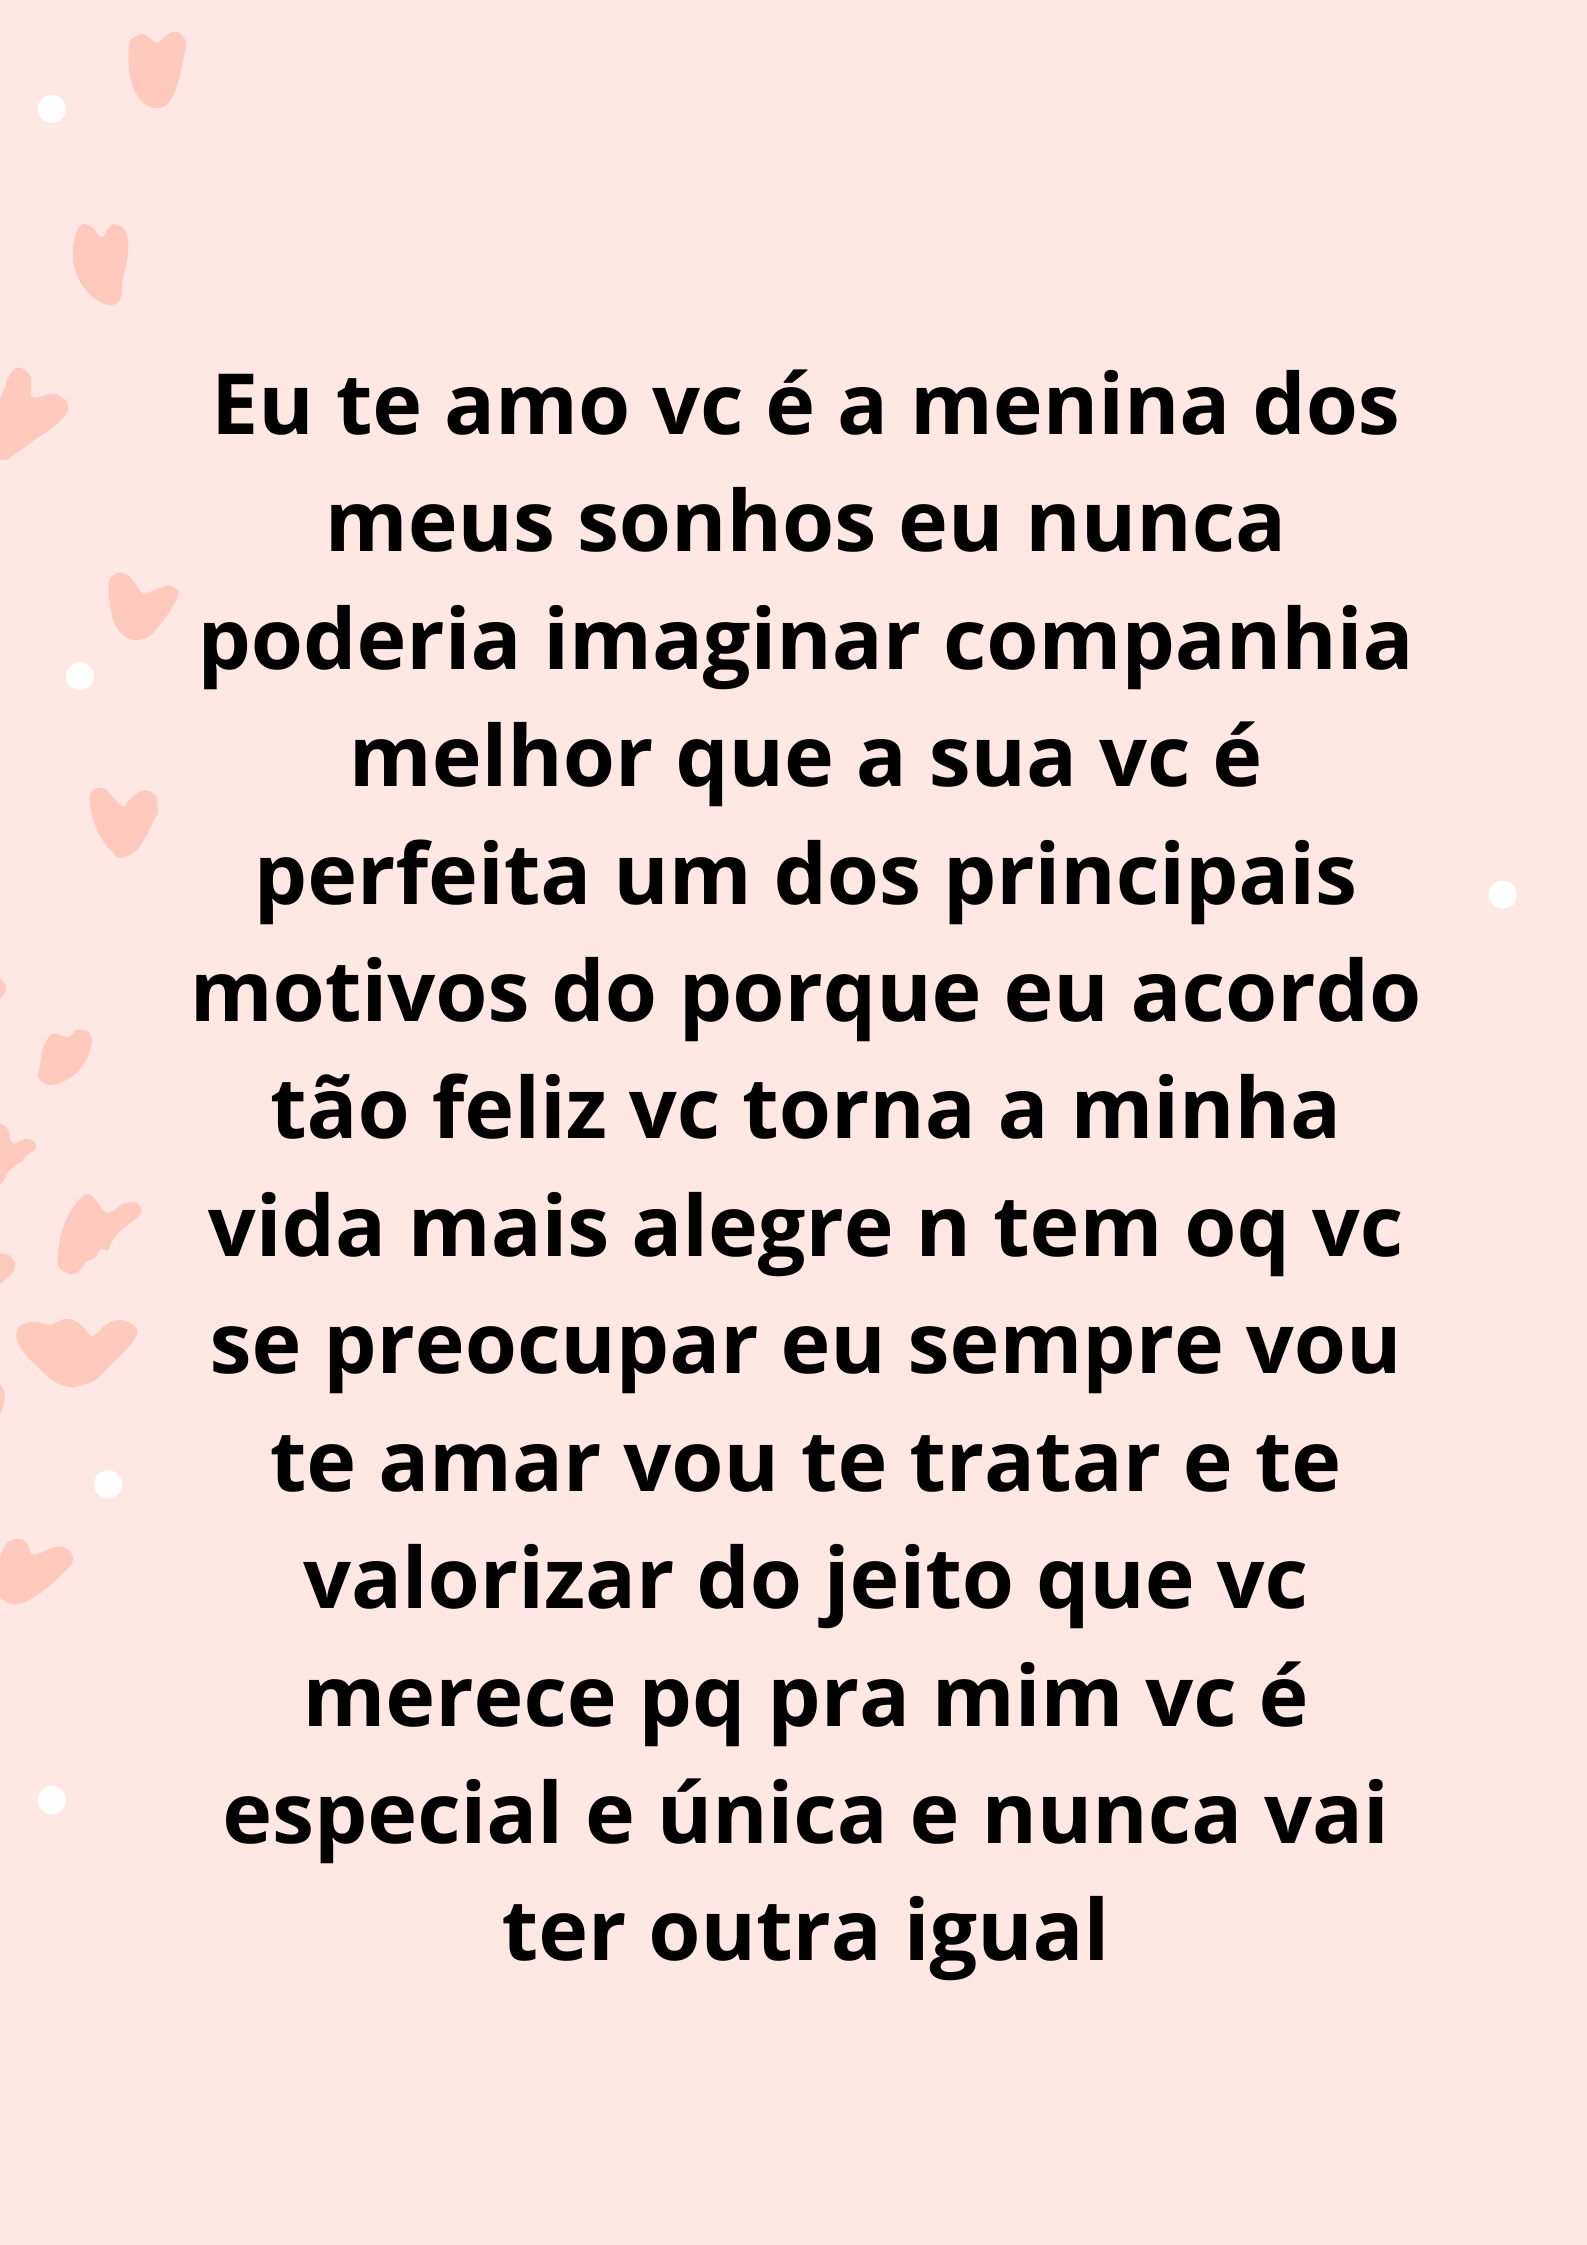 Eu te amo vc é a menina dos
meus sonhos eu nunca
poderia imaginar companhia
melhor que a sua vc é
perfeita um dos principais
motivos do porque eu acordo
tão feliz vc torna a minha
vida mais alegre n tem oq vc
se preocupar eu sempre vou
te amar vou te tratar e te
valorizar do jeito que vc
merece pq pra mim vc é
especial e única e nunca vai
ter outra igual